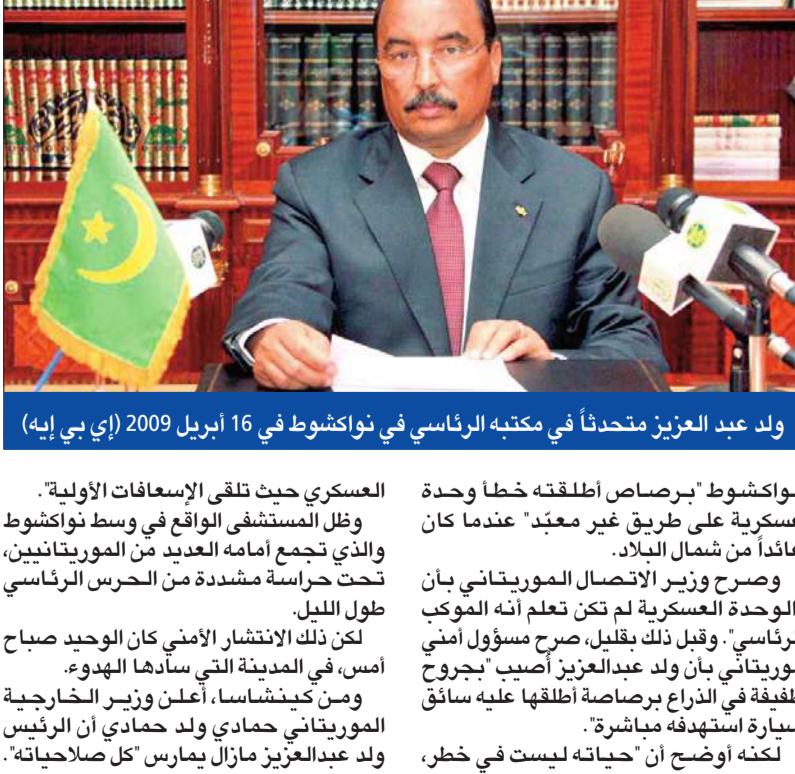 ولد عبد العزيز متحدثاً في مكتبه الرئاسي في نواكشوط في 16 أبريل 2009 (إي بي إيه)
نواكشوط "برصاص أطلقته خطأ وحدة
عسكرية على طريق غير معبّد" عندما كان
عائداً من شمال البلاد.
وصرح وزير الاتصال الموريتاني بأن
لوحدة العسكرية لم تكن تعلم أنه الموكب
لرئاسي". وقبل ذلك بقليل، صرح مسؤول أمني
موريتاني بأن ولد عبدالعزيز أُصيب "بجروح
طفيفة في الذراع برصاصة أطلقها عليه سائق
سيارة استهدفه مباشرة".
لكنه أوضح أن "حياته ليست في خطر،
العسكري حيث تلقى الإسعافات الأولية".
وظل المستشفى الواقع في وسط نواكشوط
والذي تجمع أمامه العديد من الموريتانيين،
تحت حراسة مشددة من الحرس الرئاسي
طول الليل.
لكن ذلك الانتشار الأمني كان الوحيد صباح
أمس، في المدينة التي سادها الهدوء.
ومن كينشاسا، أعلن وزير الخارجية
الموريتاني حمادي ولد حمادي أن الرئيس
ولد عبدالعزيز مازال يمارس "كل صلاحياته".